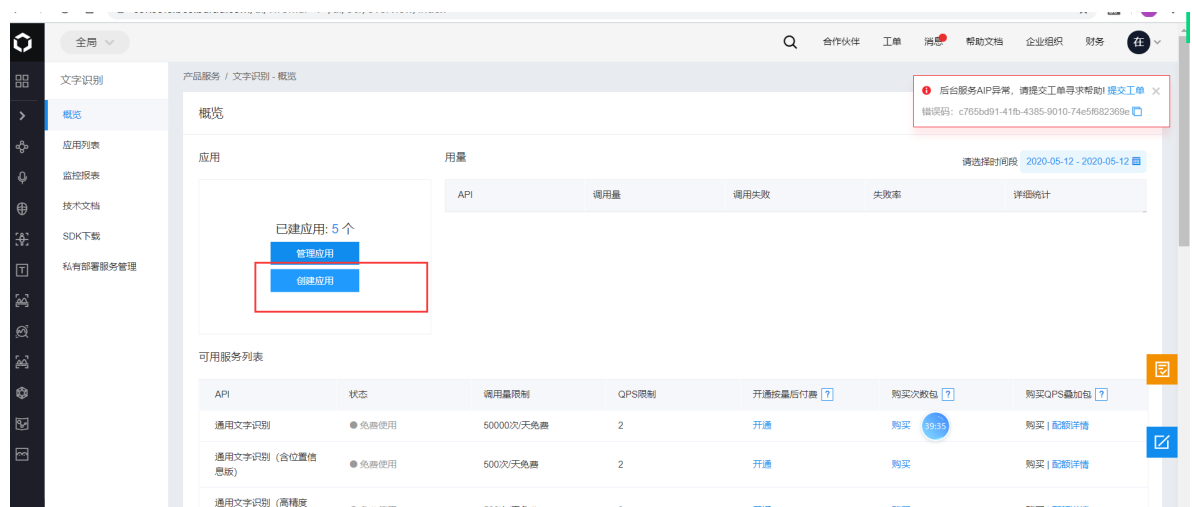 全局
合作伙伴 工单 消息 帮助文档 企业组织 财务 在
文字识别
概览
应用列表
监控报表
技术文档
SDK下载
私有部署服务管理
产品服务 / 文字识别 - 概览
概览
后台服务AIP异常，请提交工单寻求帮助! 提交工单
错误码： c765bd91-41fb-4385-9010-74e5f682369e
应用
已建应用: 5 个
管理应用
创建应用
用量
请选择时间段 2020-05-12 - 2020-05-12
API 调用量 调用失败 失败率 详细统计
可用服务列表
API 状态 调用量限制 QPS限制 开通按量后付费 ? 购买次数包 ? 购买QPS叠加包 ?
通用文字识别 免费使用 50000次/天免费 2 开通 购买 39:35 购买 | 配额详情
通用文字识别（含位置信
息版） 免费使用 500次/天免费 2 开通 购买 购买 | 配额详情
通用文字识别（高精度